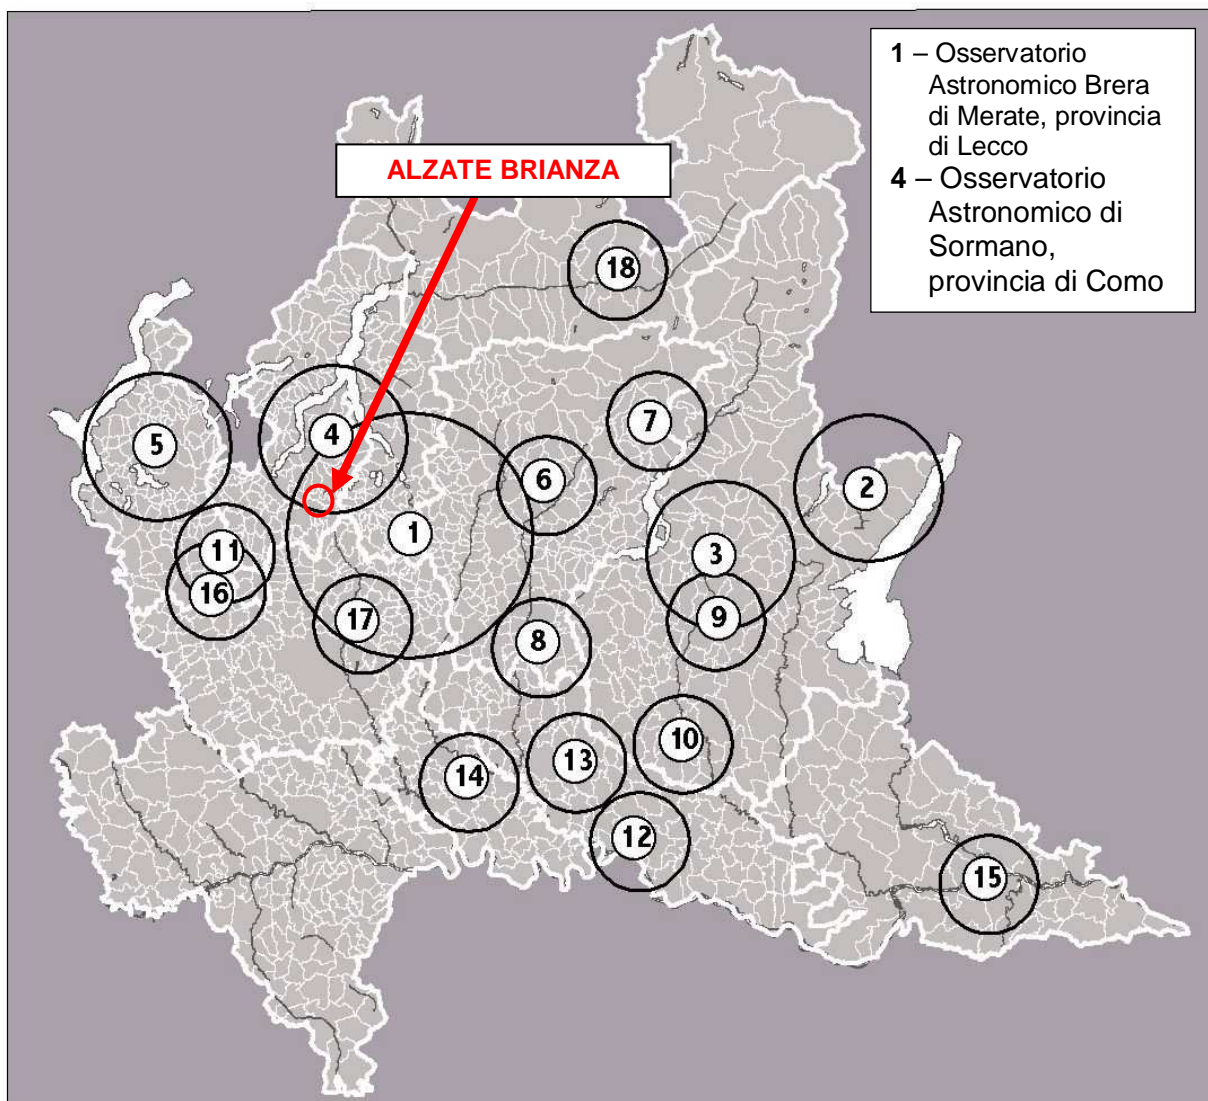 1 – Osservatorio
Astronomico Brera
di Merate, provincia
di Lecco
4 – Osservatorio
Astronomico di
Sormano,
provincia di Como
ALZATE BRIANZA
18
7
4
5
6
2
1
3
11
16
17
9
8
10
13
14
12
15